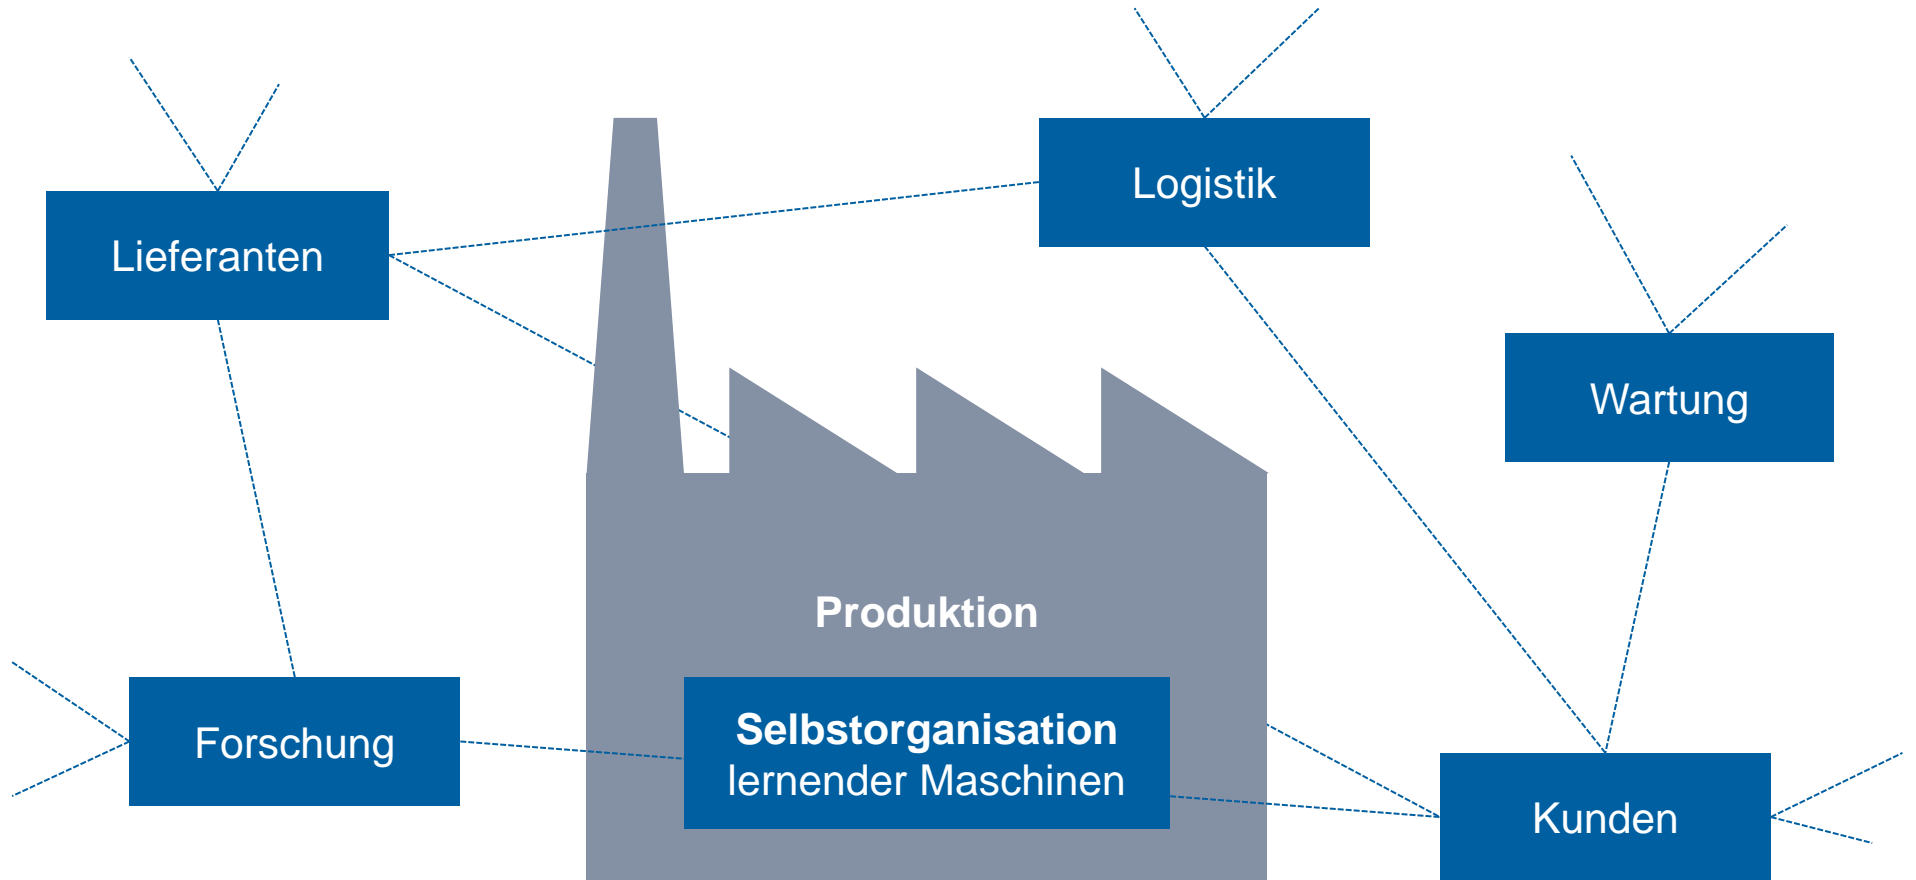 Logistik
Lieferanten
Wartung
Produktion
Selbstorganisation
lernender Maschinen
Forschung
Kunden